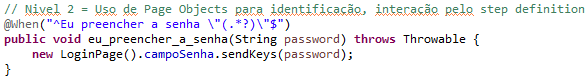 // Nivel 2 = Uso de Page Objects para identificação, interação pelo step definition
@When("^Eu preencher a senha \"(.*?)\"$")
public void eu_preencher_a_senha(String password) throws Throwable {
new LoginPage().campoSenha.sendKeys(password);
}